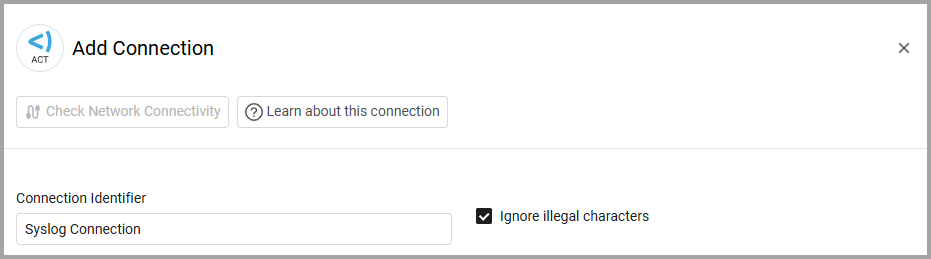 ACT
Add Connection
Check Network Connectivity
Learn about this connection
Connection Identifier
Syslog Connection
Ignore illegal characters